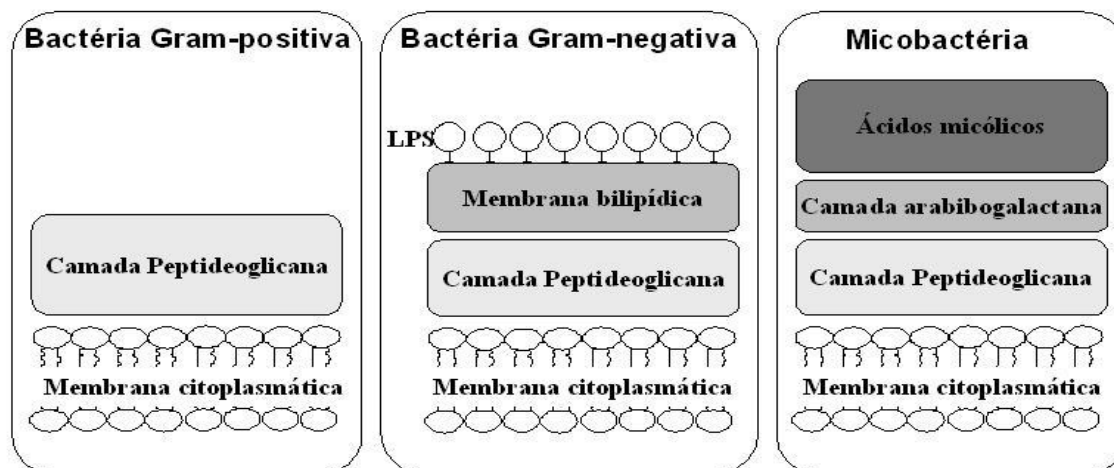 Bactéria Gram-positiva
Camada Peptideoglicana
Membrana citoplasmática
Bactéria Gram-negativa
LPS
Membrana bilipídica
Camada Peptideoglicana
Membrana citoplasmática
Micobactéria
Ácidos micólicos
Camada arabibogalactana
Camada Peptideoglicana
Membrana citoplasmática